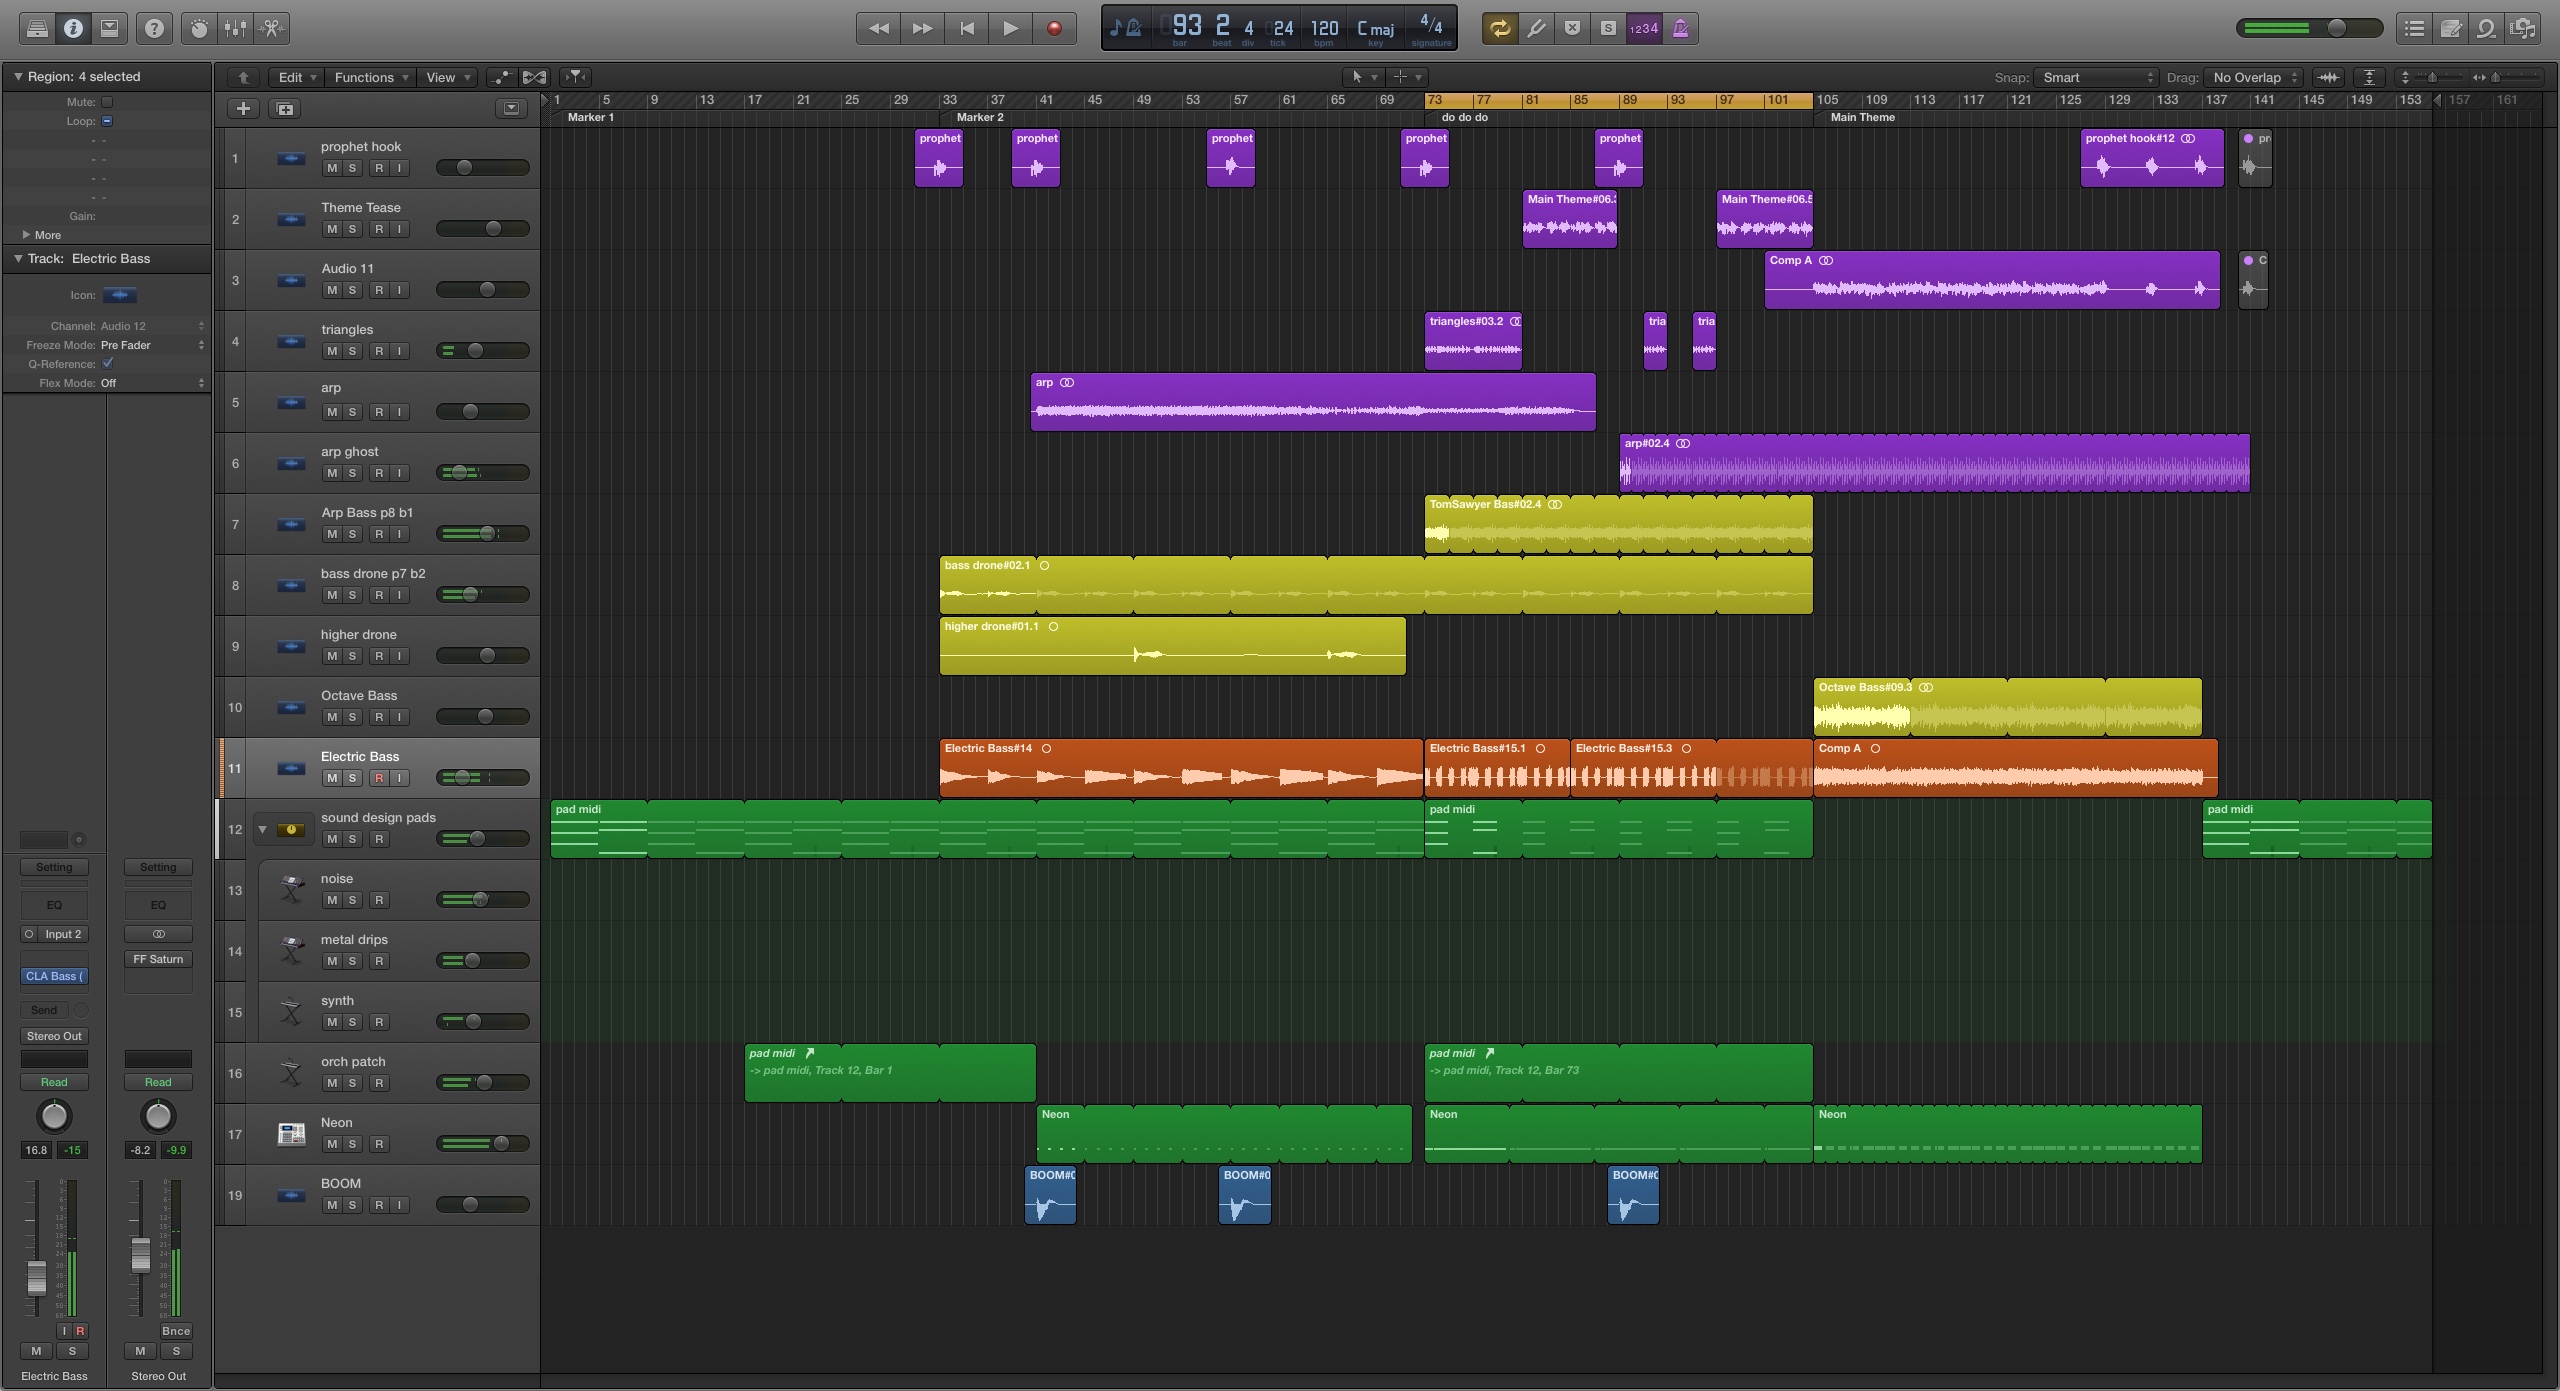 93 2 4 24 120 C maj 4/4
bar beat div tick bpm key signature
S 1234
Region: 4 selected
Edit Functions View
Snap: Smart Drag: No Overlap
Mute:
Loop:
Gain:
More
Track: Electric Bass
Icon:
Channel: Audio 12
Freeze Mode: Pre Fader
Q-Reference:
Flex Mode: Off
1 5 9 13 17 21 25 29 33 37 41 45 49 53 57 61 65 69 73 77 81 85 89 93 97 101 105 109 113 117 121 125 129 133 137 141 145 149 153 157 161
Marker 1 Marker 2 do do do Main Theme
1 prophet hook
M S R I
prophet prophet prophet prophet prophet prophet hook#12 pr
2 Theme Tease
M S R I
Main Theme#06. Main Theme#06.5
3 Audio 11
M S R I
Comp A C
4 triangles
M S R I
triangles#03.2 tria tria
5 arp
M S R I
arp
6 arp ghost
M S R I
arp#02.4
7 Arp Bass p8 b1
M S R I
TomSawyer Bas#02.4
8 bass drone p7 b2
M S R I
bass drone#02.1
9 higher drone
M S R I
higher drone#01.1
10 Octave Bass
M S R I
Octave Bass#09.3
11 Electric Bass
M S R I
Electric Bass#14 Electric Bass#15.1 Electric Bass#15.3 Comp A
12 sound design pads
M S R
pad midi pad midi pad midi
13 noise
M S R
14 metal drips
M S R
15 synth
M S R
16 orch patch
M S R
pad midi
-> pad midi, Track 12, Bar 1
pad midi
-> pad midi, Track 12, Bar 73
17 Neon
M S R
Neon Neon Neon
19 BOOM
M S R I
BOOM#0 BOOM#0 BOOM#0
Setting Setting
EQ EQ
Input 2
FF Saturn
CLA Bass (
Send
Stereo Out
Read Read
16.8 -15 -8.2 -9.9
I R Bnce
M S M S
Electric Bass Stereo Out